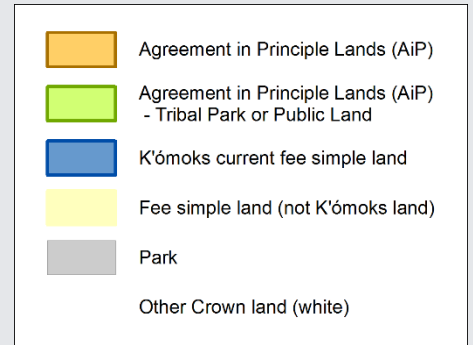 Agreement in Principle Lands (AiP)
Agreement in Principle Lands (AiP)
- Tribal Park or Public Land
K'ómoks current fee simple land
Fee simple land (not K'ómoks land)
Park
Other Crown land (white)